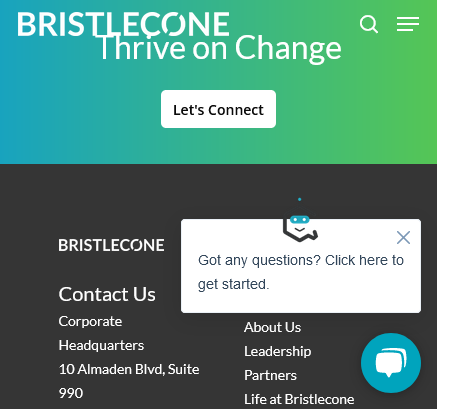 BRISTLECONE
Thrive on Change
Let's Connect
BRISTLECONE
Got any questions? Click here to
get started.
Contact Us
Corporate
Headquarters
10 Almaden Blvd, Suite
990
About Us
Leadership
Partners
Life at Bristlecone